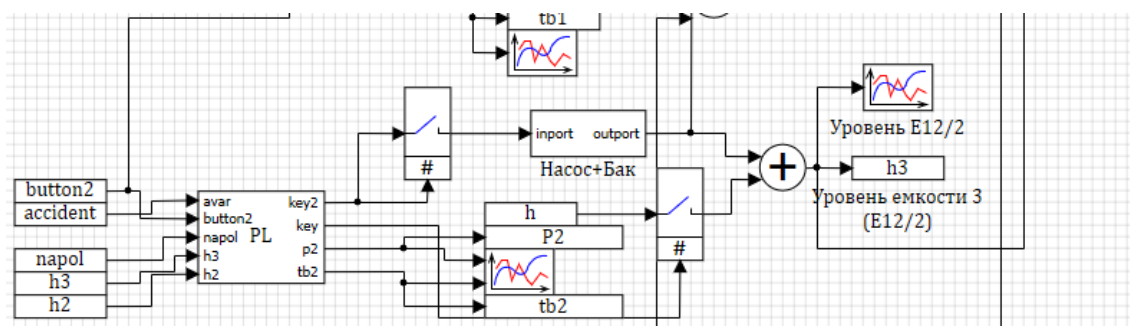 tb1
Уровень E12/2
inport outport
Насос+Бак
#
+
h3
Уровень емкости 3
(E12/2)
button2
accident
avar
button2
napol
h3
h2
PL
key2
key
p2
tb2
napol
h3
h2
h
P2
tb2
#